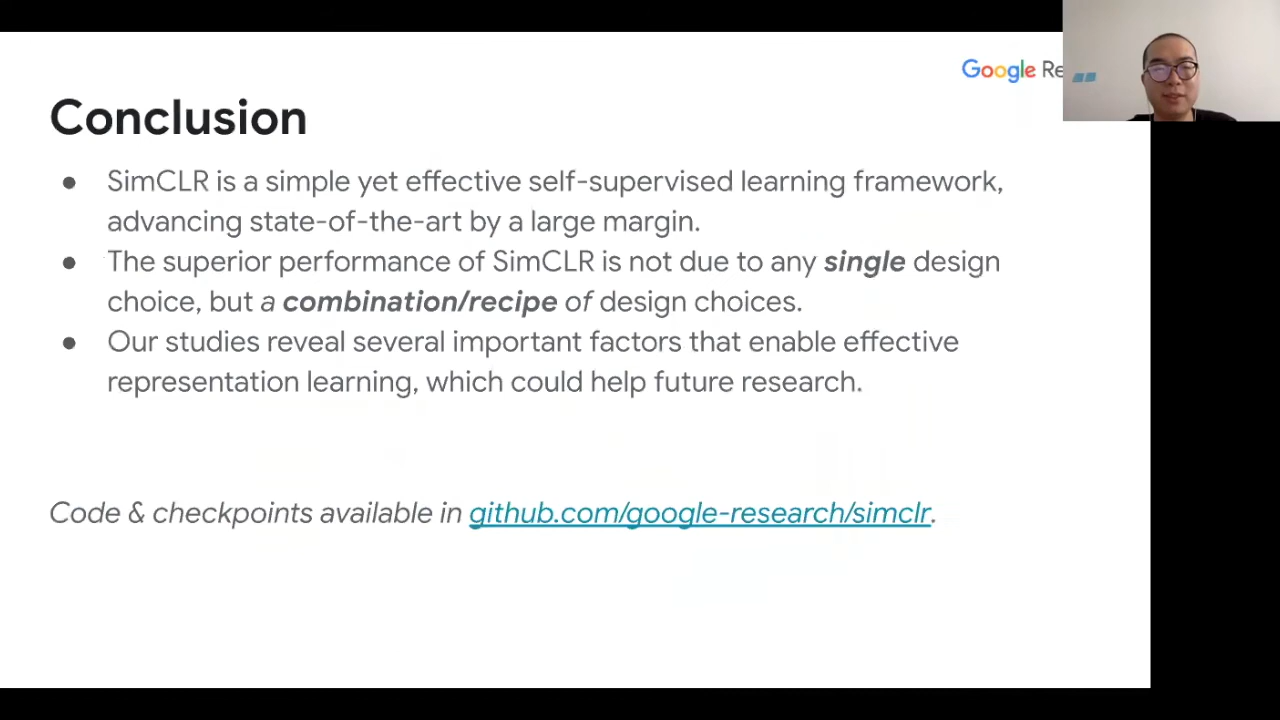 Google Re
Conclusion
● SimCLR is a simple yet effective self-supervised learning framework,
advancing state-of-the-art by a large margin.
● The superior performance of SimCLR is not due to any single design
choice, but a combination/recipe of design choices.
● Our studies reveal several important factors that enable effective
representation learning, which could help future research.
Code & checkpoints available in github.com/google-research/simclr.